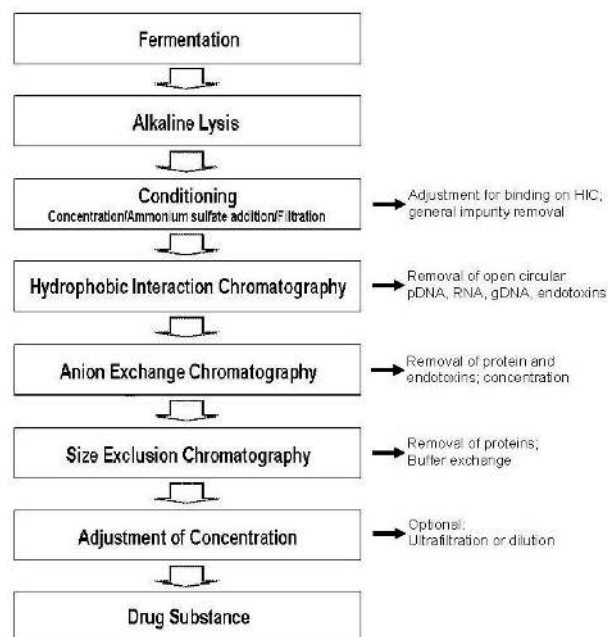 Fermentation
Alkaline Lysis
Conditioning
Concentration/Ammonium sulfate addition/Filtration
Adjustment for binding on HIC;
general impurity removal
Hydrophobic Interaction Chromatography
Removal of open circular
pDNA, RNA, gDNA, endotoxins
Anion Exchange Chromatography
Removal of protein and
endotoxins; concentration
Size Exclusion Chromatography
Removal of proteins;
Buffer exchange
Adjustment of Concentration
Optional:
Ultrafiltration or dilution
Drug Substance